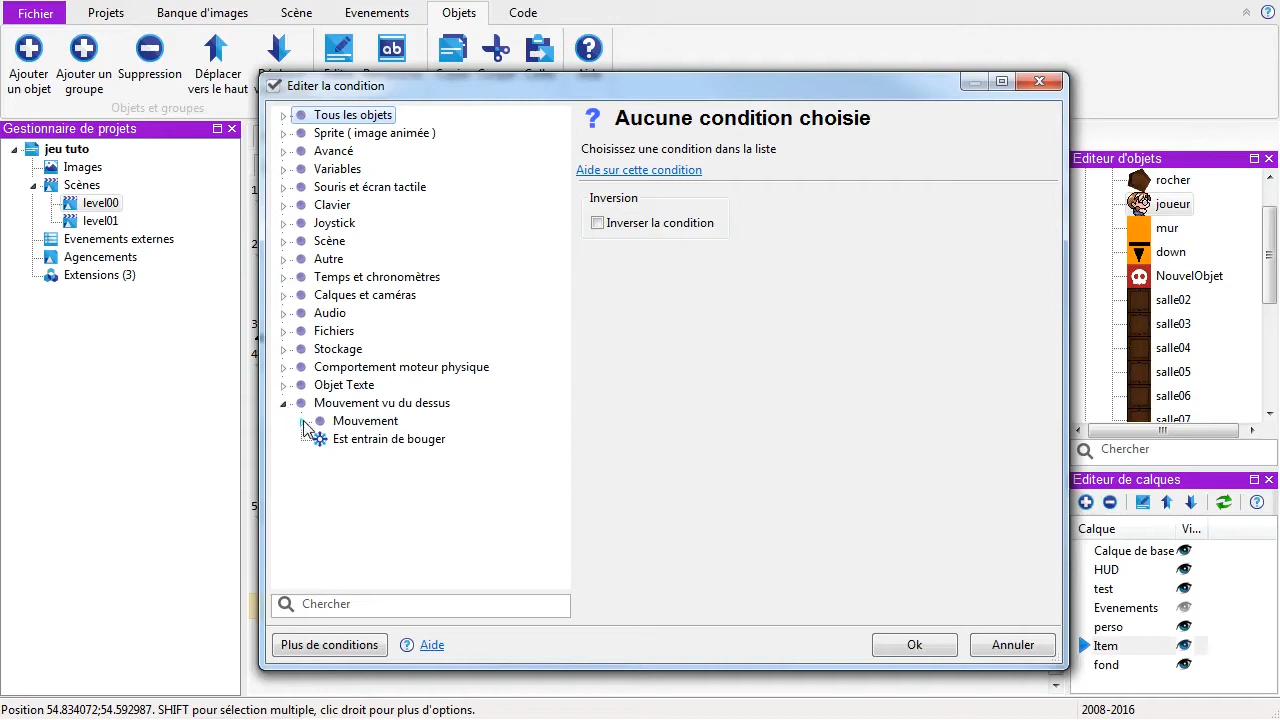 Fichier
Projets
Banque d'images
Scène
Evenements
Objets
Code
Ajouter un objet
Ajouter un groupe
Suppression
Déplacer vers le haut
Objets et groupes
Gestionnaire de projets
jeu tuto
Images
Scènes
level00
level01
Evenements externes
Agencements
Extensions (3)
Editer la condition
Tous les objets
Sprite ( image animée )
Avancé
Variables
Souris et écran tactile
Clavier
Joystick
Scène
Autre
Temps et chronomètres
Calques et caméras
Audio
Fichiers
Stockage
Comportement moteur physique
Objet Texte
Mouvement vu du dessus
Mouvement
Est entrain de bouger
Chercher
Plus de conditions
Aide
Aucune condition choisie
Choisissez une condition dans la liste
Aide sur cette condition
Inversion
Inverser la condition
Ok
Annuler
Editeur d'objets
rocher
joueur
mur
down
NouvelObjet
salle02
salle03
salle04
salle05
salle06
salle07
Chercher
Editeur de calques
Calque
Vi...
Calque de base
HUD
test
Evenements
perso
Item
fond
Position 54.834072;54.592987. SHIFT pour sélection multiple, clic droit pour plus d'options.
2008-2016